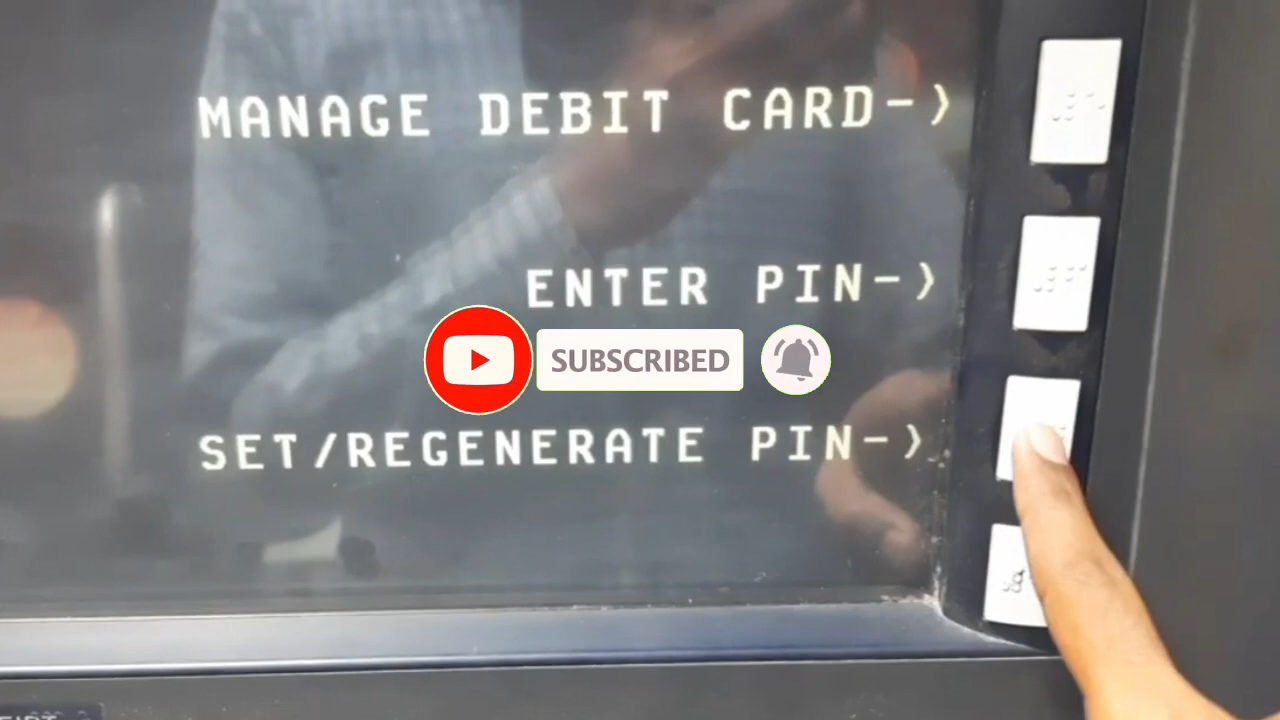 MANAGE DEBIT CARD->
ENTER PIN->
SUBSCRIBED
SET/REGENERATE PIN->